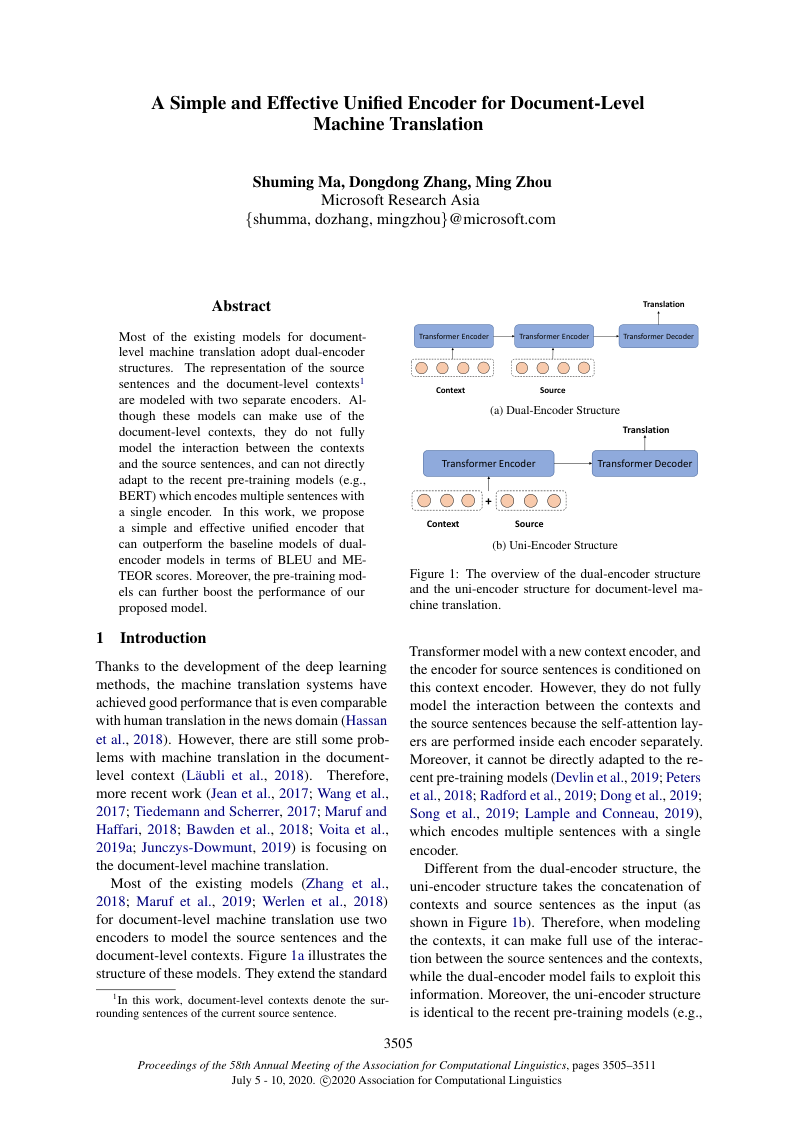 A Simple and Effective Unified Encoder for Document-Level
Machine Translation
Shuming Ma, Dongdong Zhang, Ming Zhou
Microsoft Research Asia
{shumma, dozhang, mingzhou}@microsoft.com
Abstract
Most of the existing models for document-
level machine translation adopt dual-encoder
structures. The representation of the source
sentences and the document-level contexts1
are modeled with two separate encoders. Al-
though these models can make use of the
document-level contexts, they do not fully
model the interaction between the contexts
and the source sentences, and can not directly
adapt to the recent pre-training models (e.g.,
BERT) which encodes multiple sentences with
a single encoder. In this work, we propose
a simple and effective unified encoder that
can outperform the baseline models of dual-
encoder models in terms of BLEU and ME-
TEOR scores. Moreover, the pre-training mod-
els can further boost the performance of our
proposed model.
1 Introduction
Thanks to the development of the deep learning
methods, the machine translation systems have
achieved good performance that is even comparable
with human translation in the news domain (Hassan
et al., 2018). However, there are still some prob-
lems with machine translation in the document-
level context (Läubli et al., 2018). Therefore,
more recent work (Jean et al., 2017; Wang et al.,
2017; Tiedemann and Scherrer, 2017; Maruf and
Haffari, 2018; Bawden et al., 2018; Voita et al.,
2019a; Junczys-Dowmunt, 2019) is focusing on
the document-level machine translation.
Most of the existing models (Zhang et al.,
2018; Maruf et al., 2019; Werlen et al., 2018)
for document-level machine translation use two
encoders to model the source sentences and the
document-level contexts. Figure 1a illustrates the
structure of these models. They extend the standard
1In this work, document-level contexts denote the sur-
rounding sentences of the current source sentence.
Translation
Transformer Encoder Transformer Encoder Transformer Decoder
Context Source
(a) Dual-Encoder Structure
Translation
Transformer Encoder Transformer Decoder
+
Context Source
(b) Uni-Encoder Structure
Figure 1: The overview of the dual-encoder structure
and the uni-encoder structure for document-level ma-
chine translation.
Transformer model with a new context encoder, and
the encoder for source sentences is conditioned on
this context encoder. However, they do not fully
model the interaction between the contexts and
the source sentences because the self-attention lay-
ers are performed inside each encoder separately.
Moreover, it cannot be directly adapted to the re-
cent pre-training models (Devlin et al., 2019; Peters
et al., 2018; Radford et al., 2019; Dong et al., 2019;
Song et al., 2019; Lample and Conneau, 2019),
which encodes multiple sentences with a single
encoder.
Different from the dual-encoder structure, the
uni-encoder structure takes the concatenation of
contexts and source sentences as the input (as
shown in Figure 1b). Therefore, when modeling
the contexts, it can make full use of the interac-
tion between the source sentences and the contexts,
while the dual-encoder model fails to exploit this
information. Moreover, the uni-encoder structure
is identical to the recent pre-training models (e.g.,
3505
Proceedings of the 58th Annual Meeting of the Association for Computational Linguistics, pages 3505–3511
July 5 - 10, 2020. ©2020 Association for Computational Linguistics